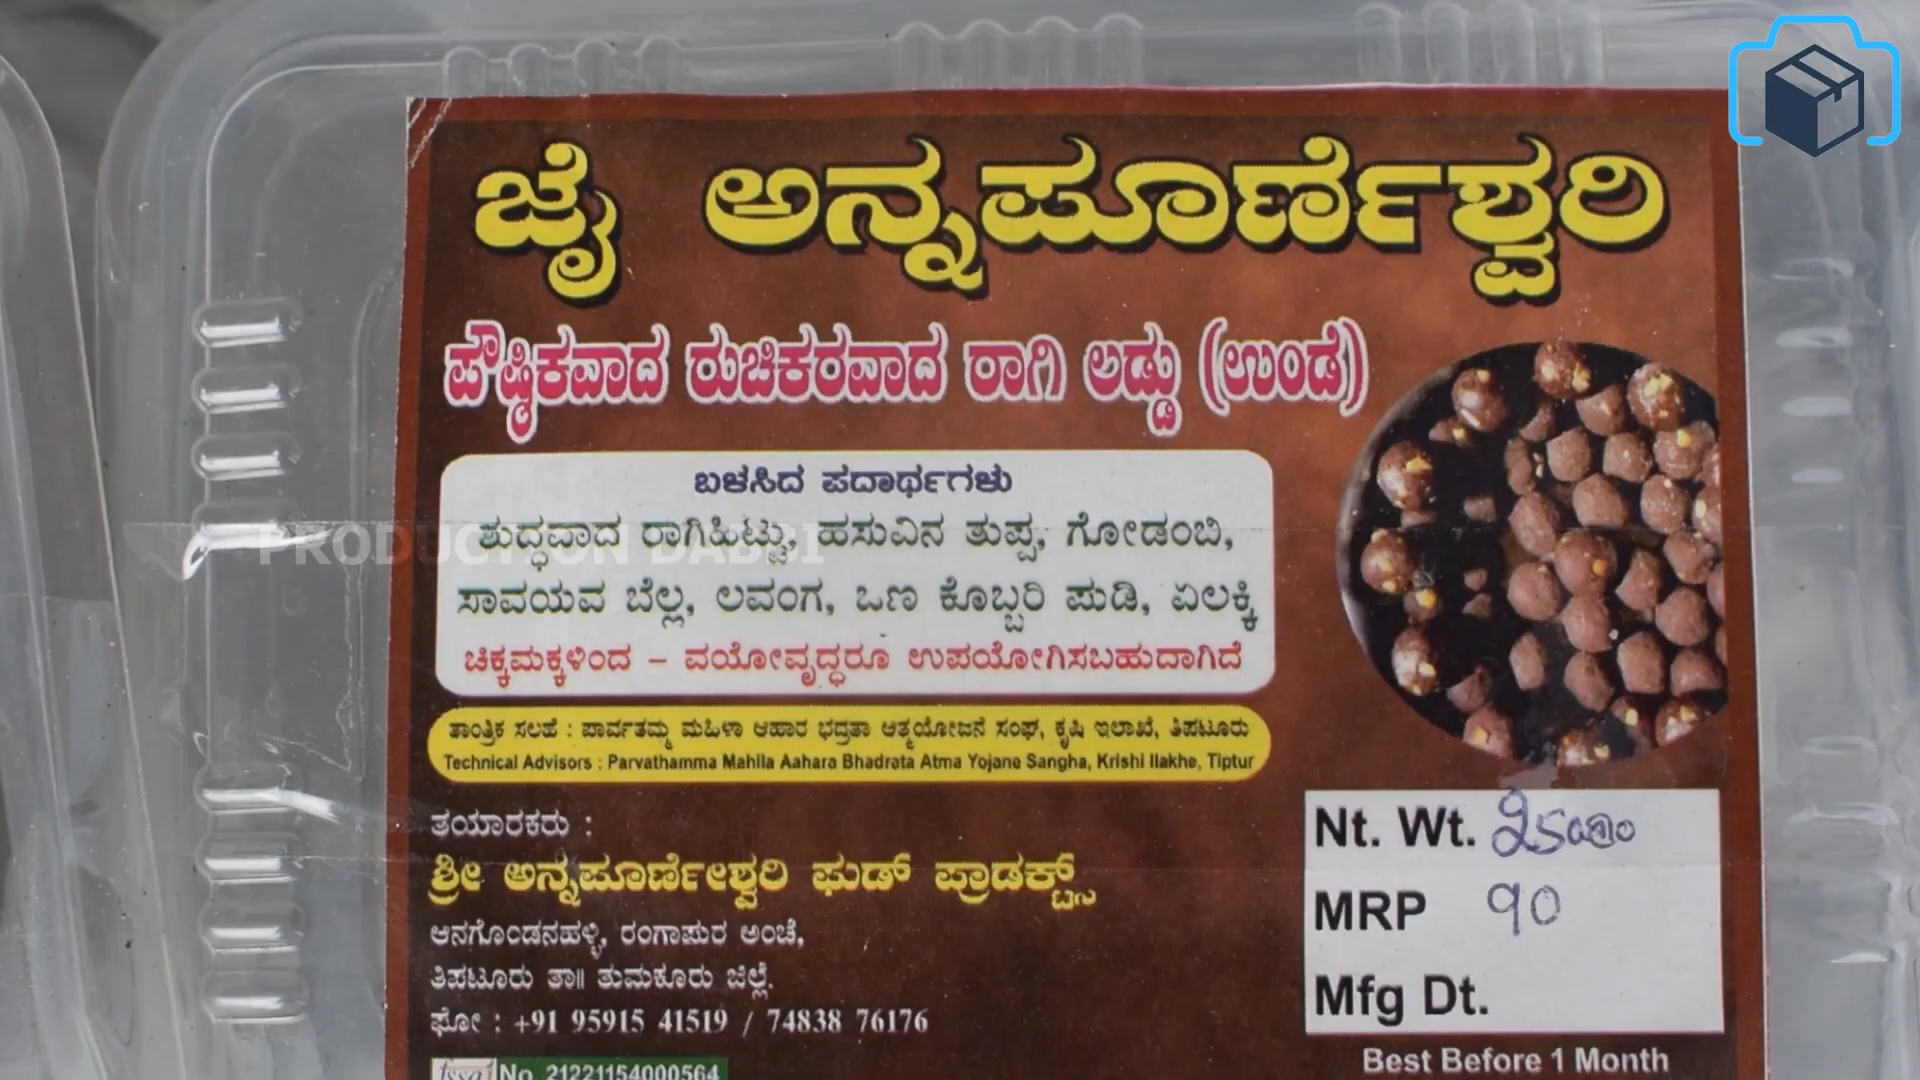 ಜೈ ಅನ್ನಪೂರ್ಣೆಶ್ವರಿ
ಪೌಷ್ಠಿಕವಾದ ರುಚಿಕರವಾದ ರಾಗಿ ಲಡ್ಡು (ಉಂಡೆ)
ಬಳಸಿದ ಪದಾರ್ಥಗಳು
ಶುದ್ಧವಾದ ರಾಗಿಹಿಟ್ಟು, ಹಸುವಿನ ತುಪ್ಪ, ಗೋಡಂಬಿ,
ಸಾವಯವ ಬೆಲ್ಲ, ಲವಂಗ, ಒಣ ಕೊಬ್ಬರಿ ಪುಡಿ, ಏಲಕ್ಕಿ
ಚಿಕ್ಕಮಕ್ಕಳಿಂದ – ವಯೋವೃದ್ಧರೂ ಉಪಯೋಗಿಸಬಹುದಾಗಿದೆ
PRODUCTION DABBI
ತಾಂತ್ರಿಕ ಸಲಹೆ : ಪಾರ್ವತಮ್ಮ ಮಹಿಳಾ ಆಹಾರ ಭದ್ರತಾ ಆತ್ಮಯೋಜನೆ ಸಂಘ, ಕೃಷಿ ಇಲಾಖೆ, ತಿಪಟೂರು
Technical Advisors : Parvathamma Mahila Aahara Bhadrata Atma Yojane Sangha, Krishi Ilakhe, Tiptur
ತಯಾರಕರು :
ಶ್ರೀ ಅನ್ನಪೂರ್ಣೇಶ್ವರಿ ಫುಡ್ ಪ್ರಾಡಕ್ಟ್ಸ್
ಆನಗೊಂಡನಹಳ್ಳಿ, ರಂಗಾಪುರ ಅಂಚೆ,
ತಿಪಟೂರು ತಾ॥ ತುಮಕೂರು ಜಿಲ್ಲೆ.
ಫೋ : +91 95915 41519 / 74838 76176
No. 21221154000564
Nt. Wt.
MRP 90
Mfg Dt.
Best Before 1 Month